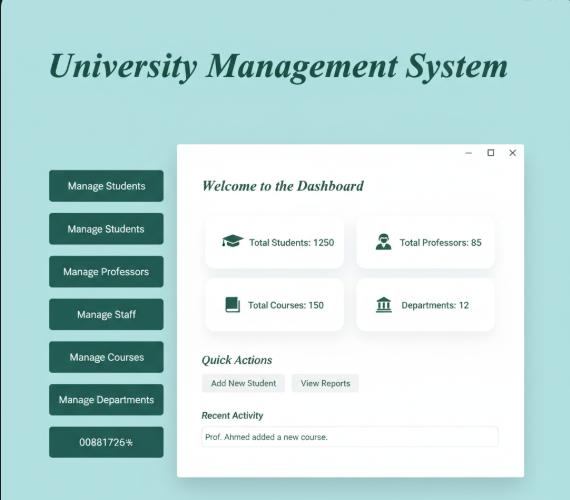 University Management System
Manage Students
Manage Students
Manage Professors
Manage Staff
Manage Courses
Manage Departments
00881726
Welcome to the Dashboard
Total Students: 1250
Total Professors: 85
Total Courses: 150
Departments: 12
Quick Actions
Add New Student
View Reports
Recent Activity
Prof. Ahmed added a new course.